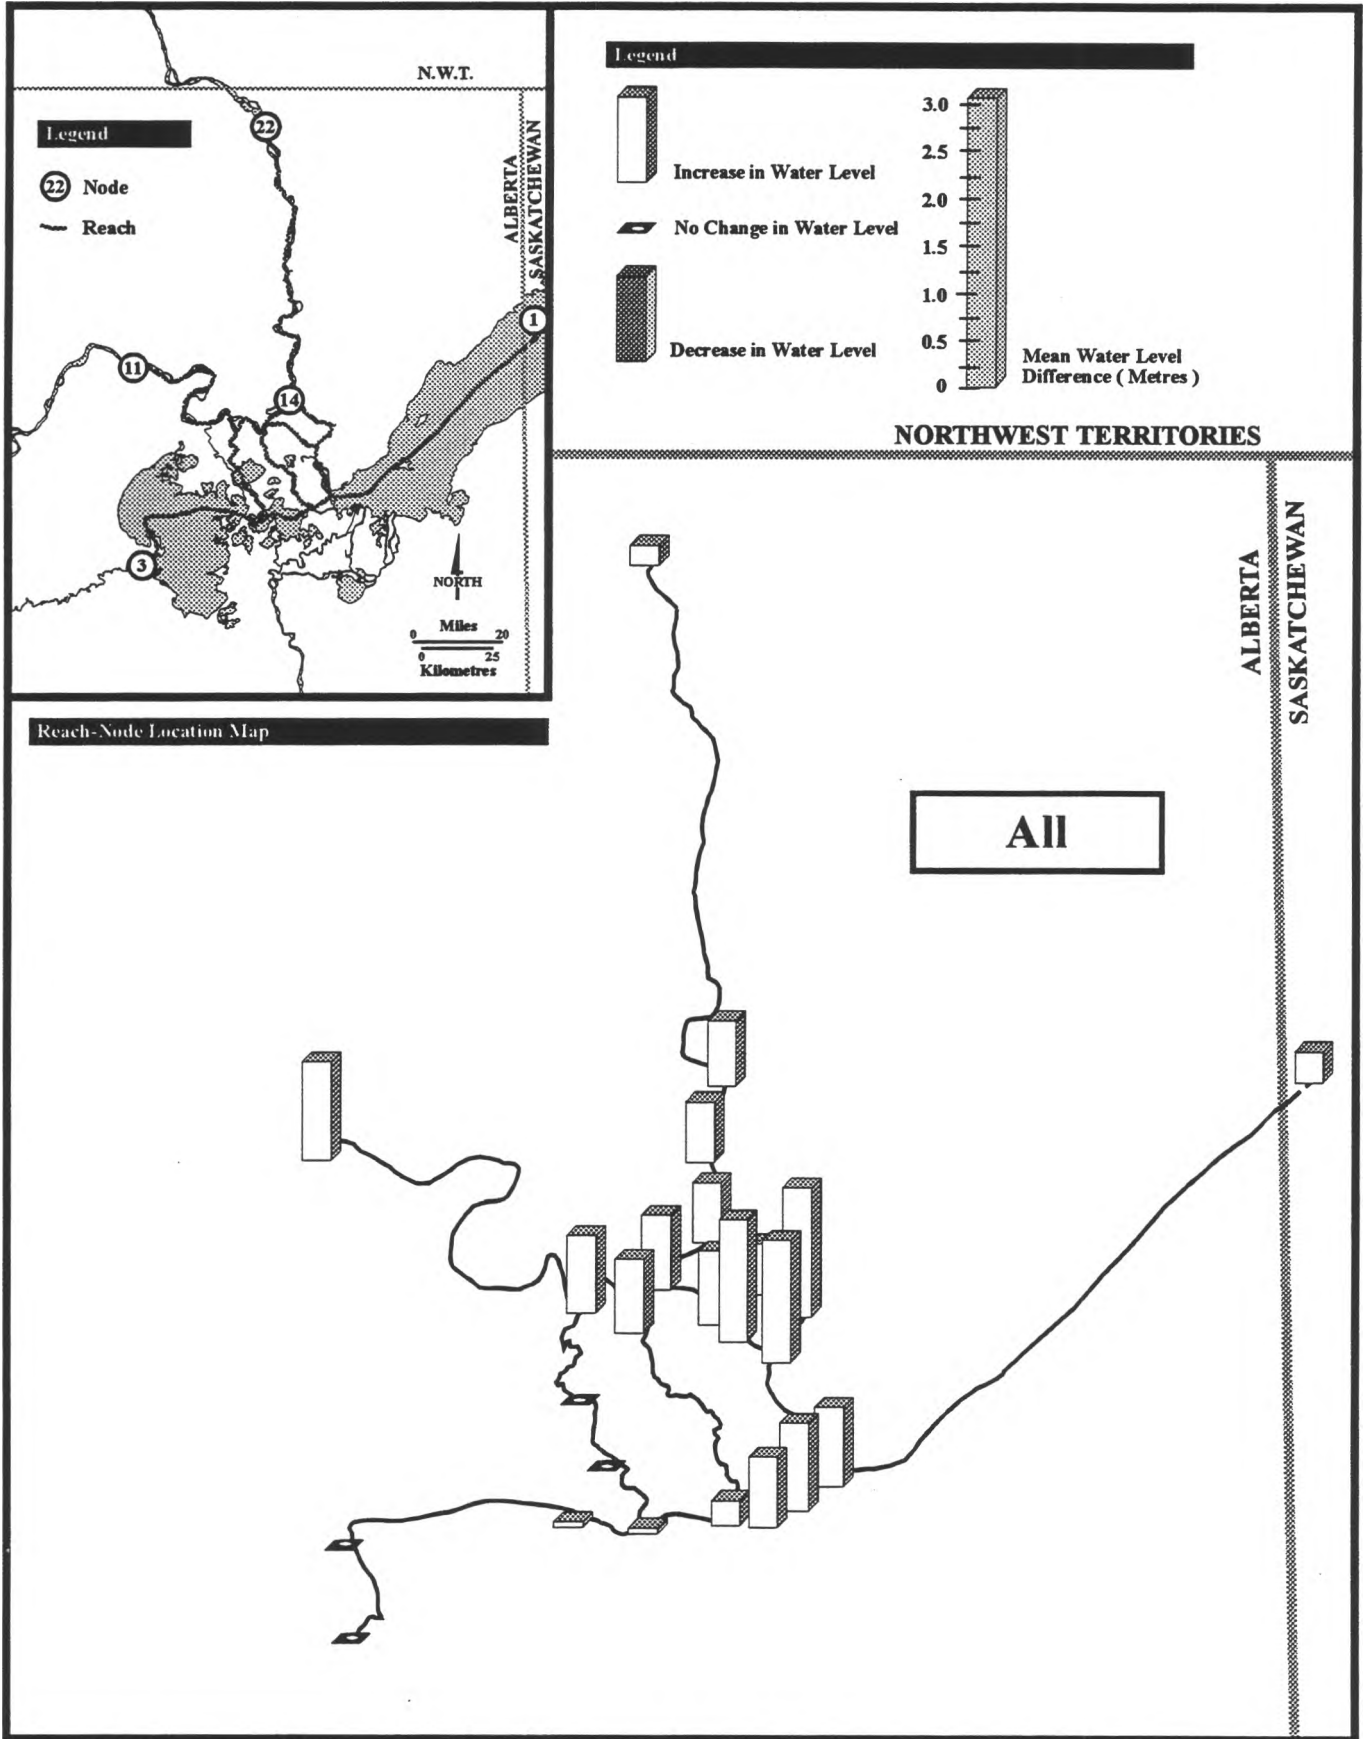 N.W.T.
Legend
22
22 Node
Reach
ALBERTA
SASKATCHEWAN
1
11
14
3
NORTH
Miles
0 20
0 25
Kilometres
Reach-Node Location Map
Legend
Increase in Water Level
No Change in Water Level
Decrease in Water Level
3.0
2.5
2.0
1.5
1.0
0.5
0
Mean Water Level
Difference ( Metres )
NORTHWEST TERRITORIES
ALBERTA
SASKATCHEWAN
All